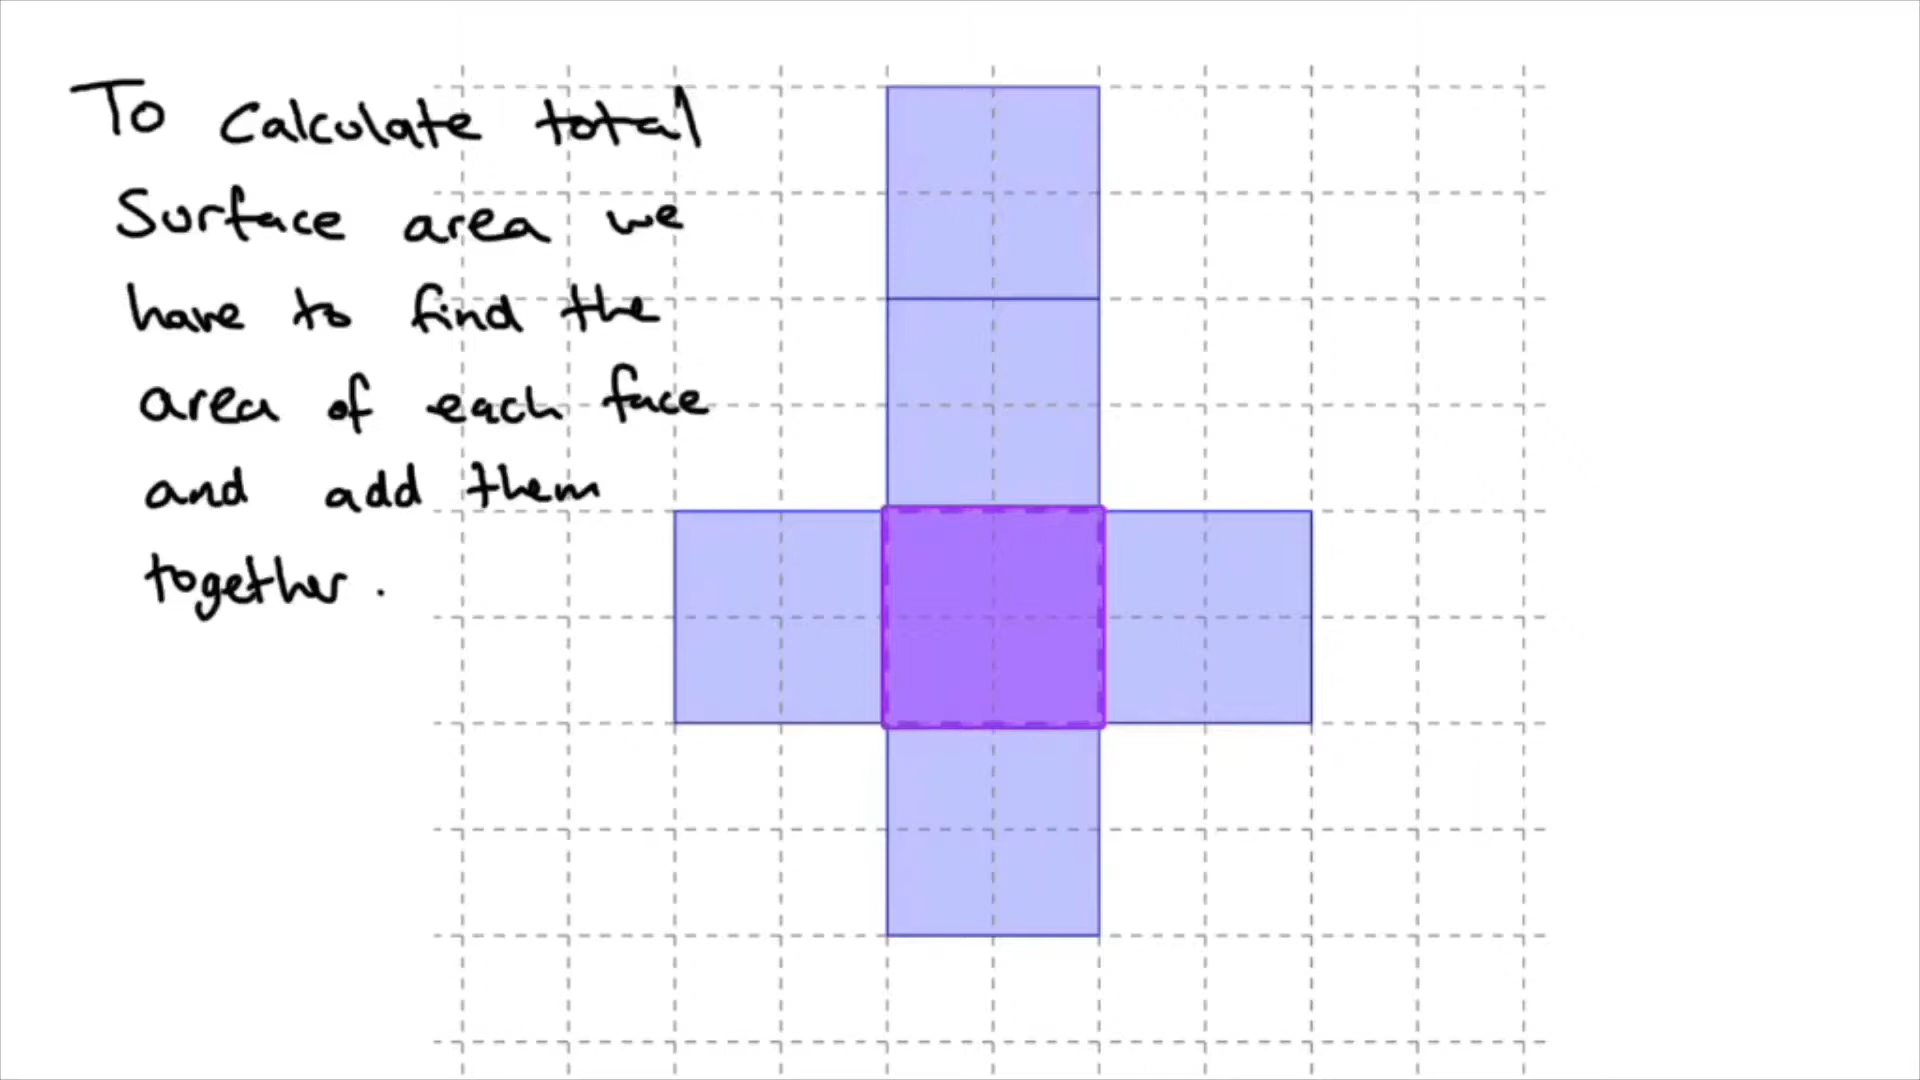 To calculate total
Surface area we
have to find the
area of each face
and add them
together.